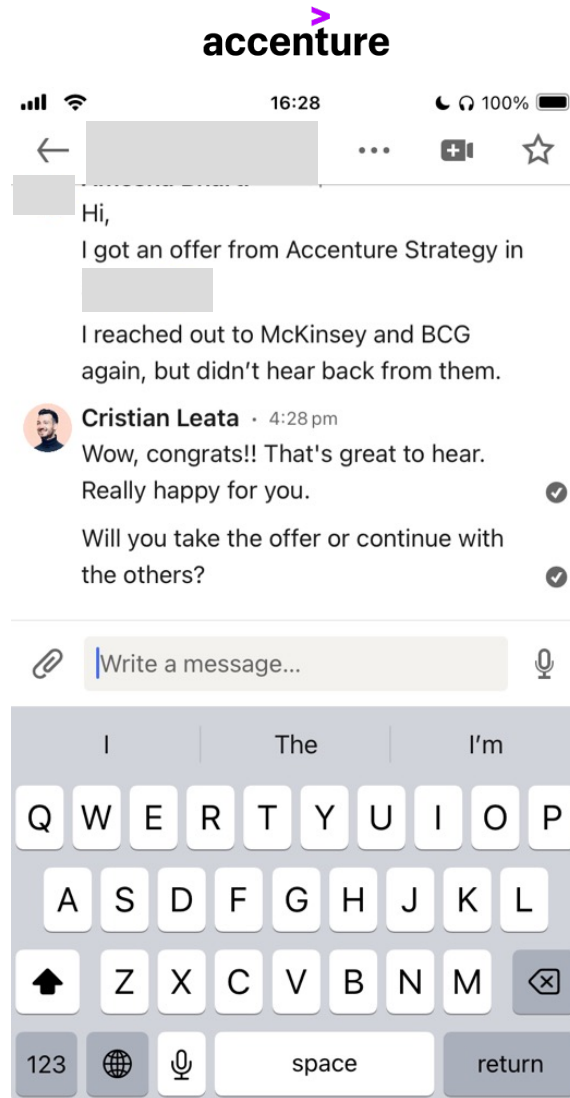 accenture
16:28
100%
Hi,
I got an offer from Accenture Strategy in
I reached out to McKinsey and BCG
again, but didn't hear back from them.
Cristian Leata · 4:28 pm
Wow, congrats!! That's great to hear.
Really happy for you.
Will you take the offer or continue with
the others?
Write a message...
I The I'm
Q W E R T Y U I O P
A S D F G H J K L
Z X C V B N M
123 space return